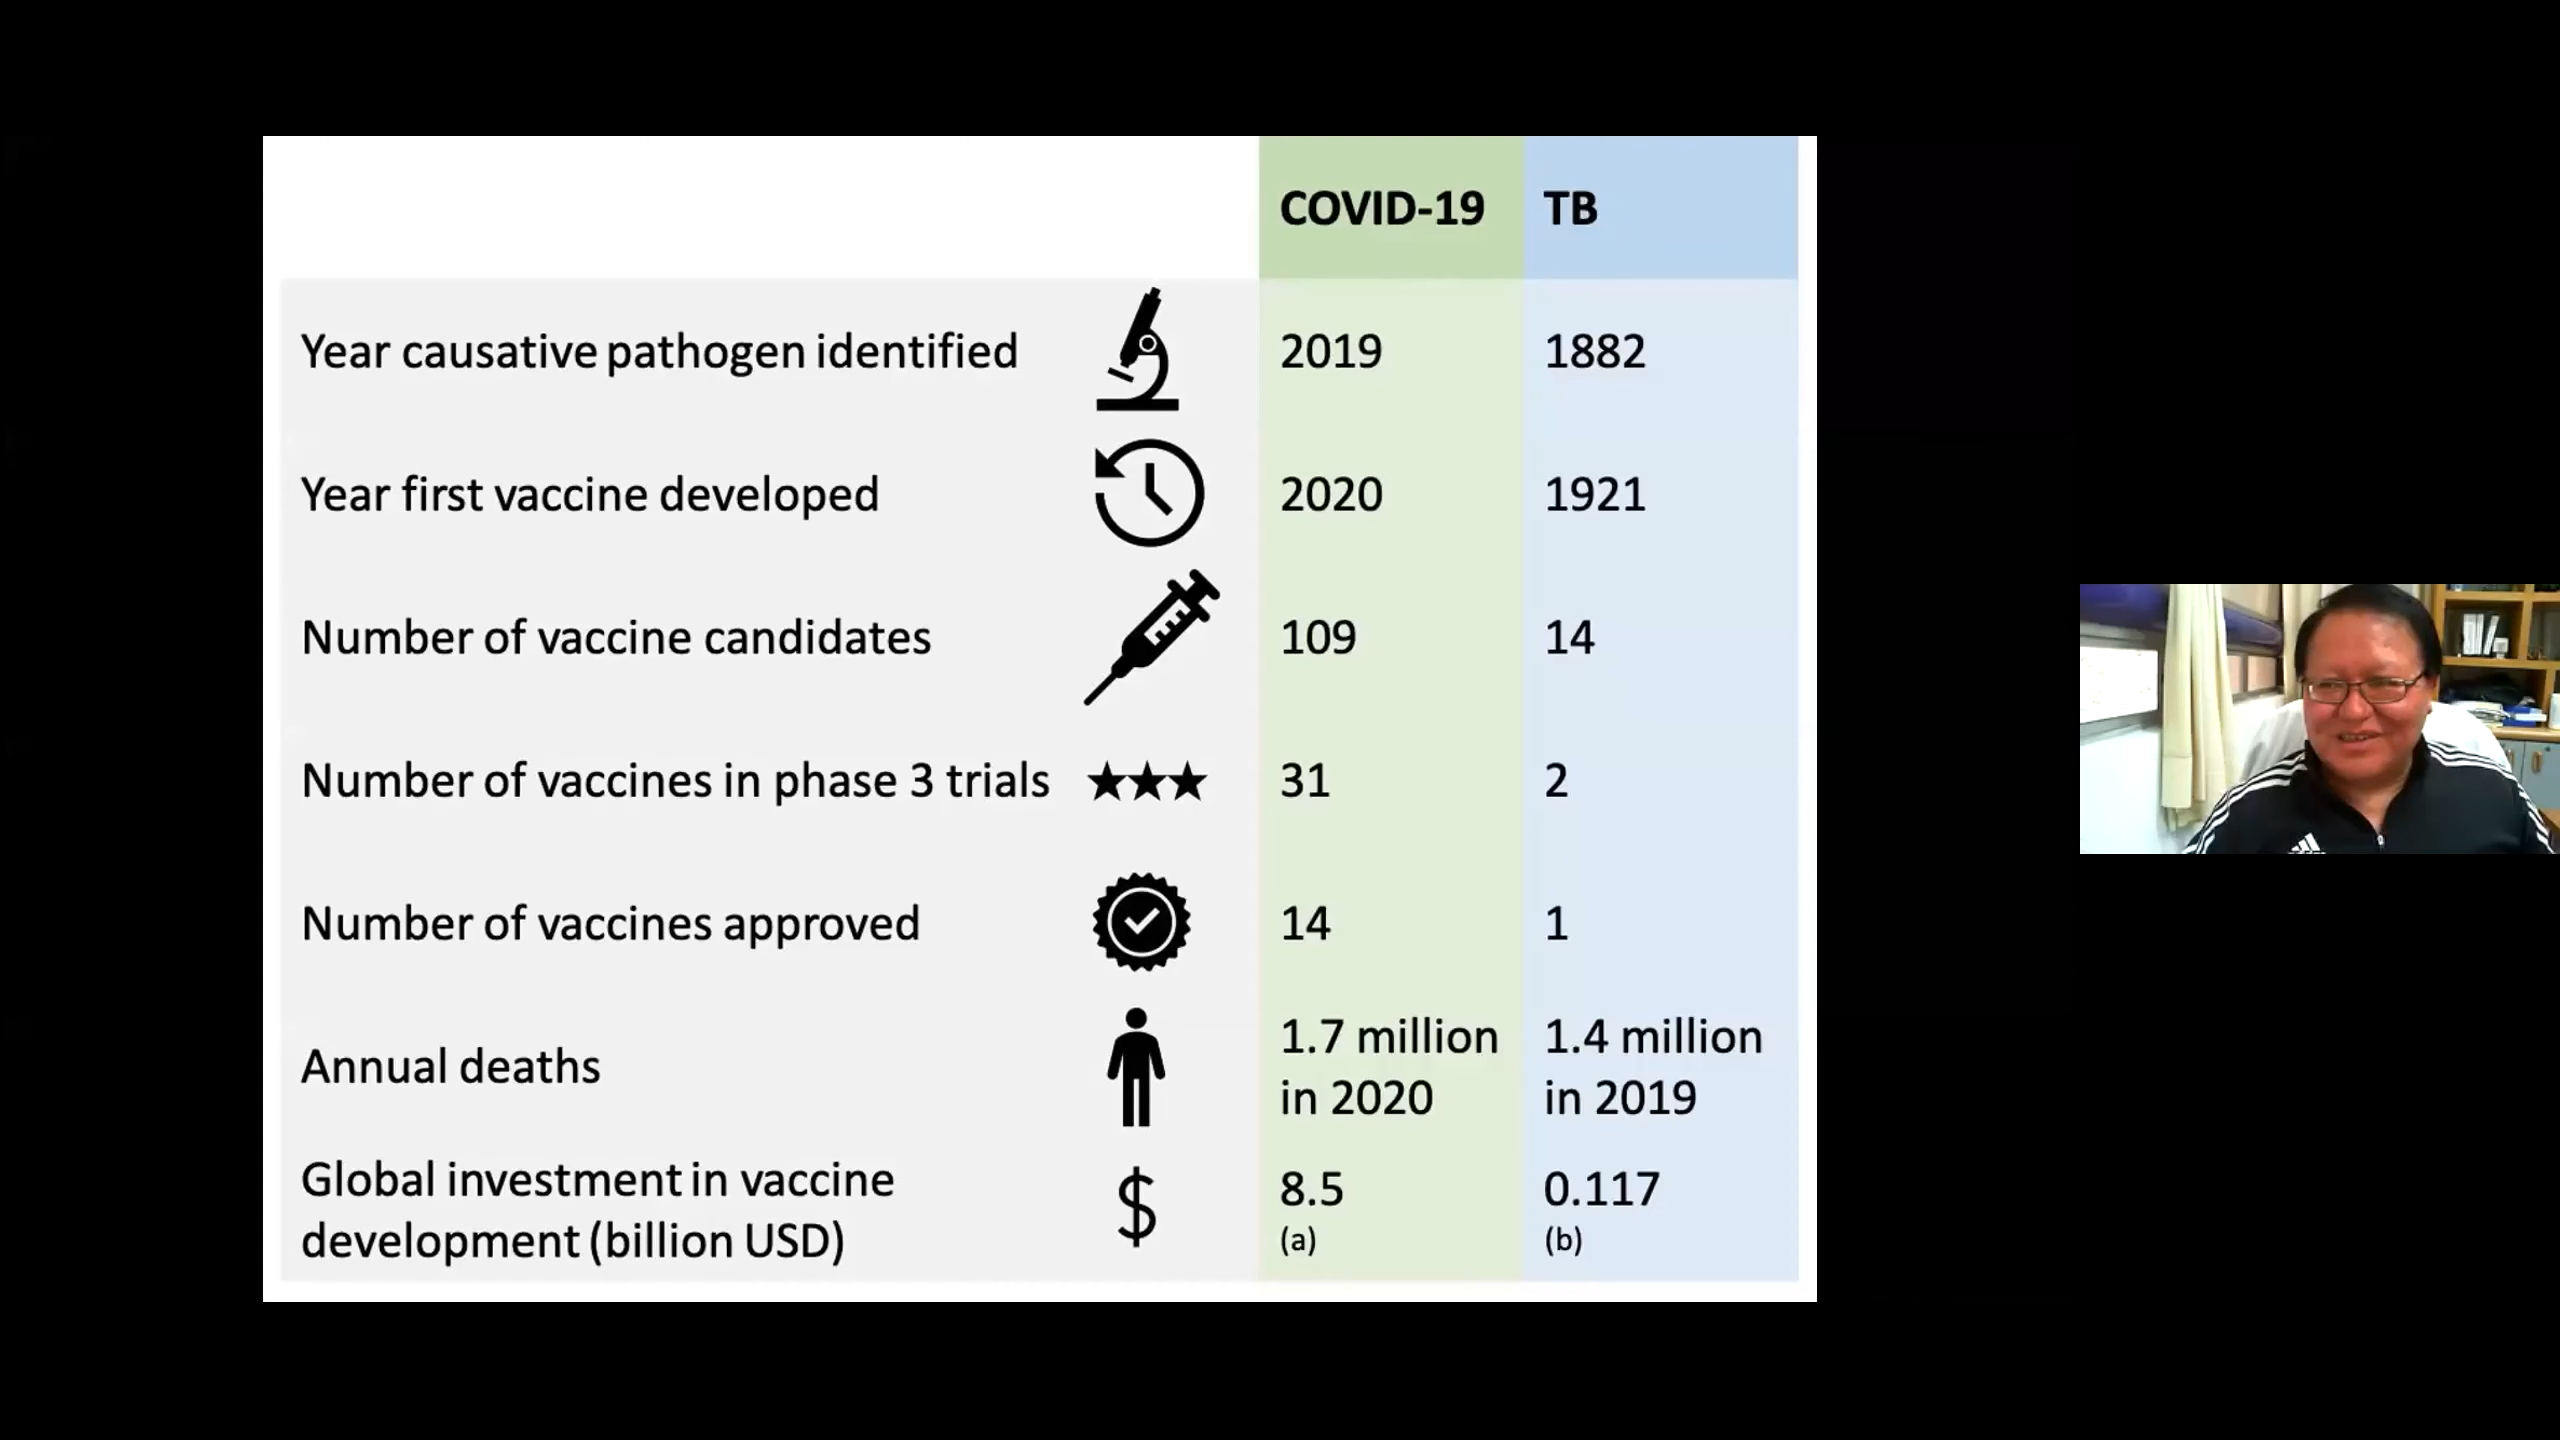 COVID-19 TB
Year causative pathogen identified 2019 1882
Year first vaccine developed 2020 1921
Number of vaccine candidates 109 14
Number of vaccines in phase 3 trials 31 2
Number of vaccines approved 14 1
Annual deaths
1.7 million
in 2020
1.4 million
in 2019
Global investment in vaccine
development (billion USD)
$
8.5
(a)
0.117
(b)
adidas